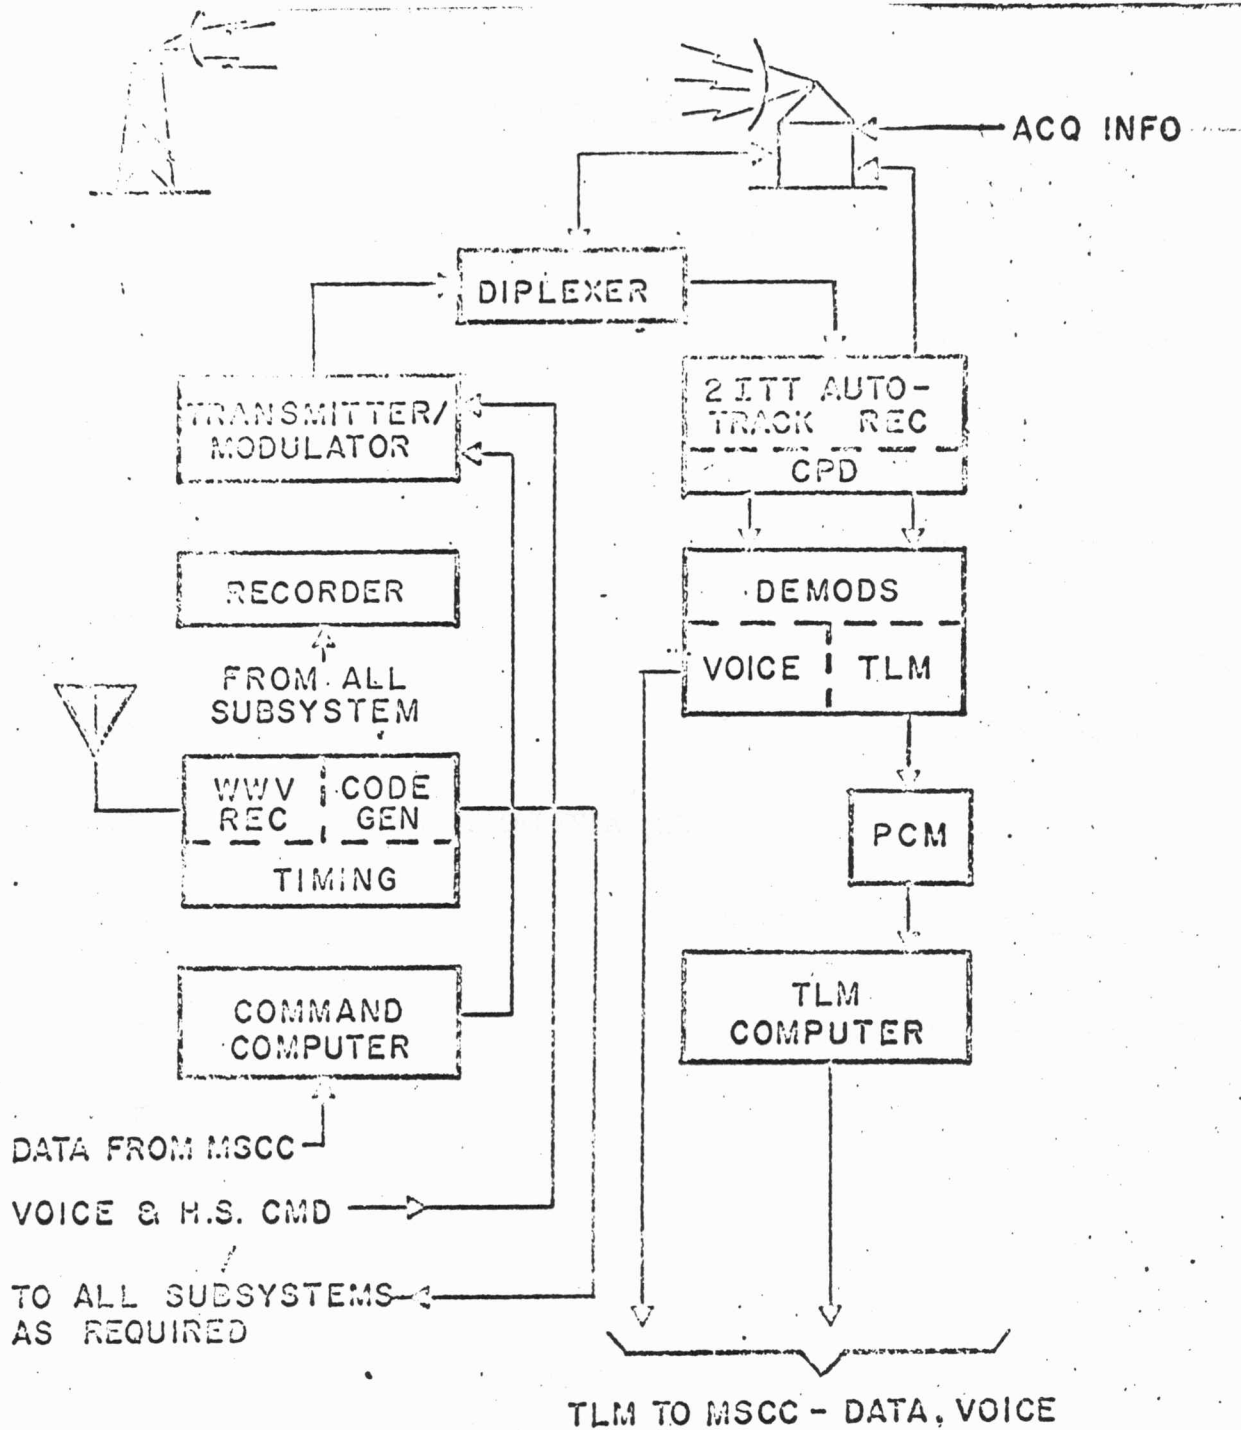 ACQ INFO
DIPLEXER
2 ITT AUTO-
TRACK REC
CPD
TRANSMITTER/
MODULATOR
RECORDER
FROM ALL
SUBSYSTEM
DEMODS
VOICE
TLM
WWV
REC
CODE
GEN
TIMING
PCM
COMMAND
COMPUTER
TLM
COMPUTER
DATA FROM MSCC
VOICE & H.S. CMD
TO ALL SUBSYSTEMS
AS REQUIRED
TLM TO MSCC - DATA, VOICE